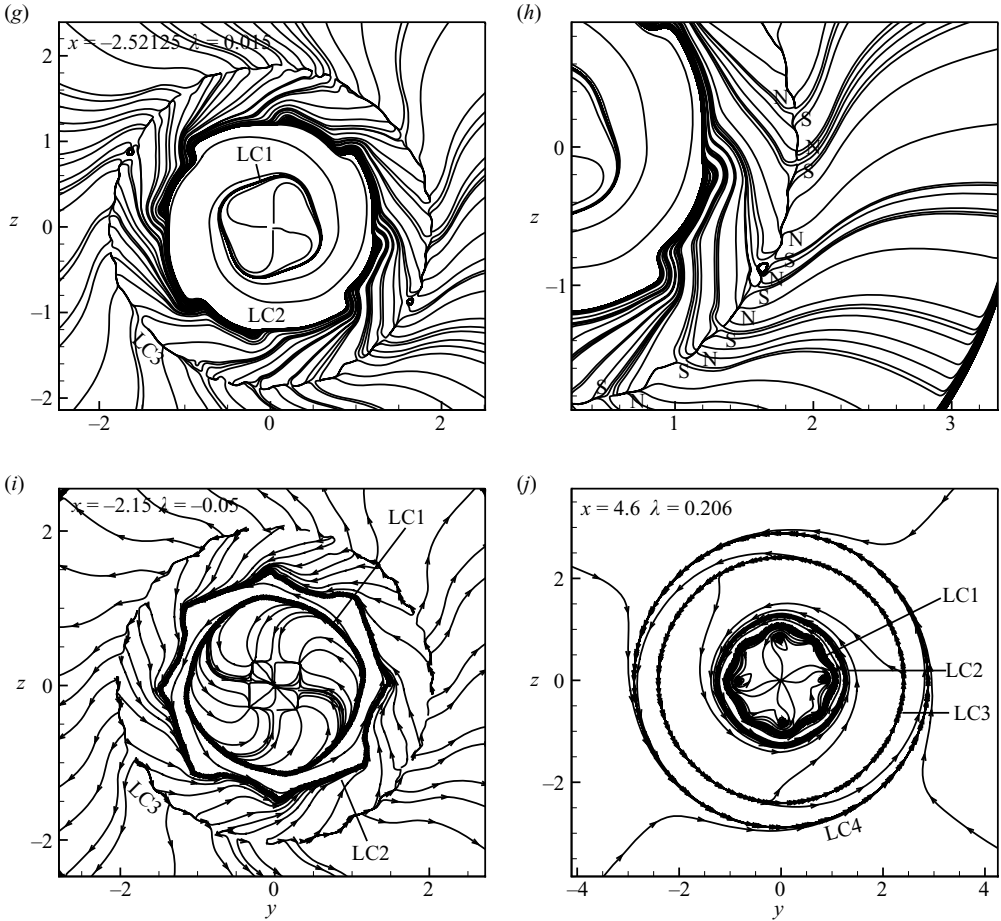 (g)
x = –2.52125 λ = 0.015
LC1
LC2
LC3
z
2
1
0
–1
–2
–2
0
2
(h)
N
S
N
S
N
S
N
S
N
S
N
S
S
N
0
–1
z
1
2
3
(i)
x = –2.15 λ = –0.05
LC1
LC2
LC3
z
2
0
–2
–2
0
2
y
(j)
x = 4.6 λ = 0.206
LC1
LC2
LC3
LC4
z
2
0
–2
–4
–2
0
2
4
y